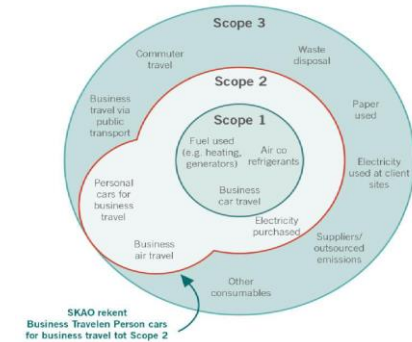 Scope 3
Commuter
travel
Waste
disposal
Scope 2
Business
travel via
public
transport
Paper
used
Scope 1
Fuel used
(e.g. heating,
generators)
Air co
refrigerants
Electricity
used at client
sites
Personal
cars for
business
travel
Business
car travel
Electricity
purchased
Suppliers/
outsourced
emissions
Business
air travel
Other
consumables
SKAO rekent
Business Travelen Person cars
for business travel tot Scope 2